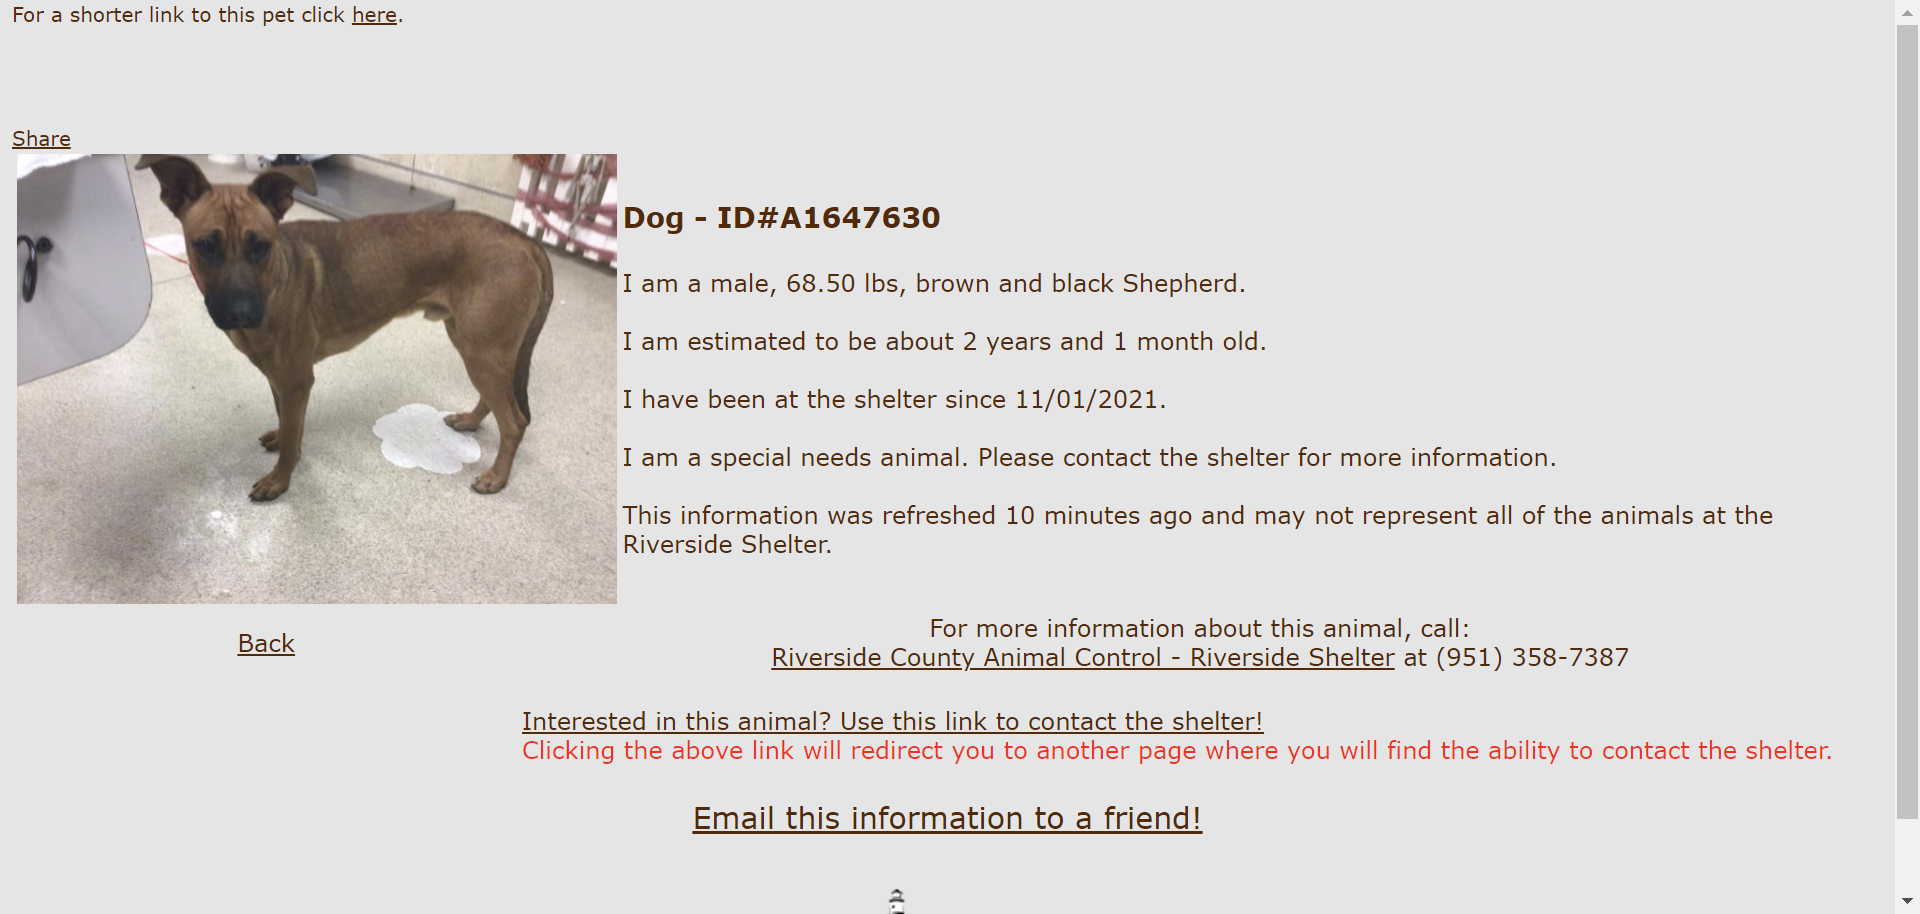 For a shorter link to this pet click here.
Share
Dog - ID#A1647630
I am a male, 68.50 lbs, brown and black Shepherd.
I am estimated to be about 2 years and 1 month old.
I have been at the shelter since 11/01/2021.
I am a special needs animal. Please contact the shelter for more information.
This information was refreshed 10 minutes ago and may not represent all of the animals at the
Riverside Shelter.
Back
For more information about this animal, call:
Riverside County Animal Control - Riverside Shelter at (951) 358-7387
Interested in this animal? Use this link to contact the shelter!
Clicking the above link will redirect you to another page where you will find the ability to contact the shelter.
Email this information to a friend!